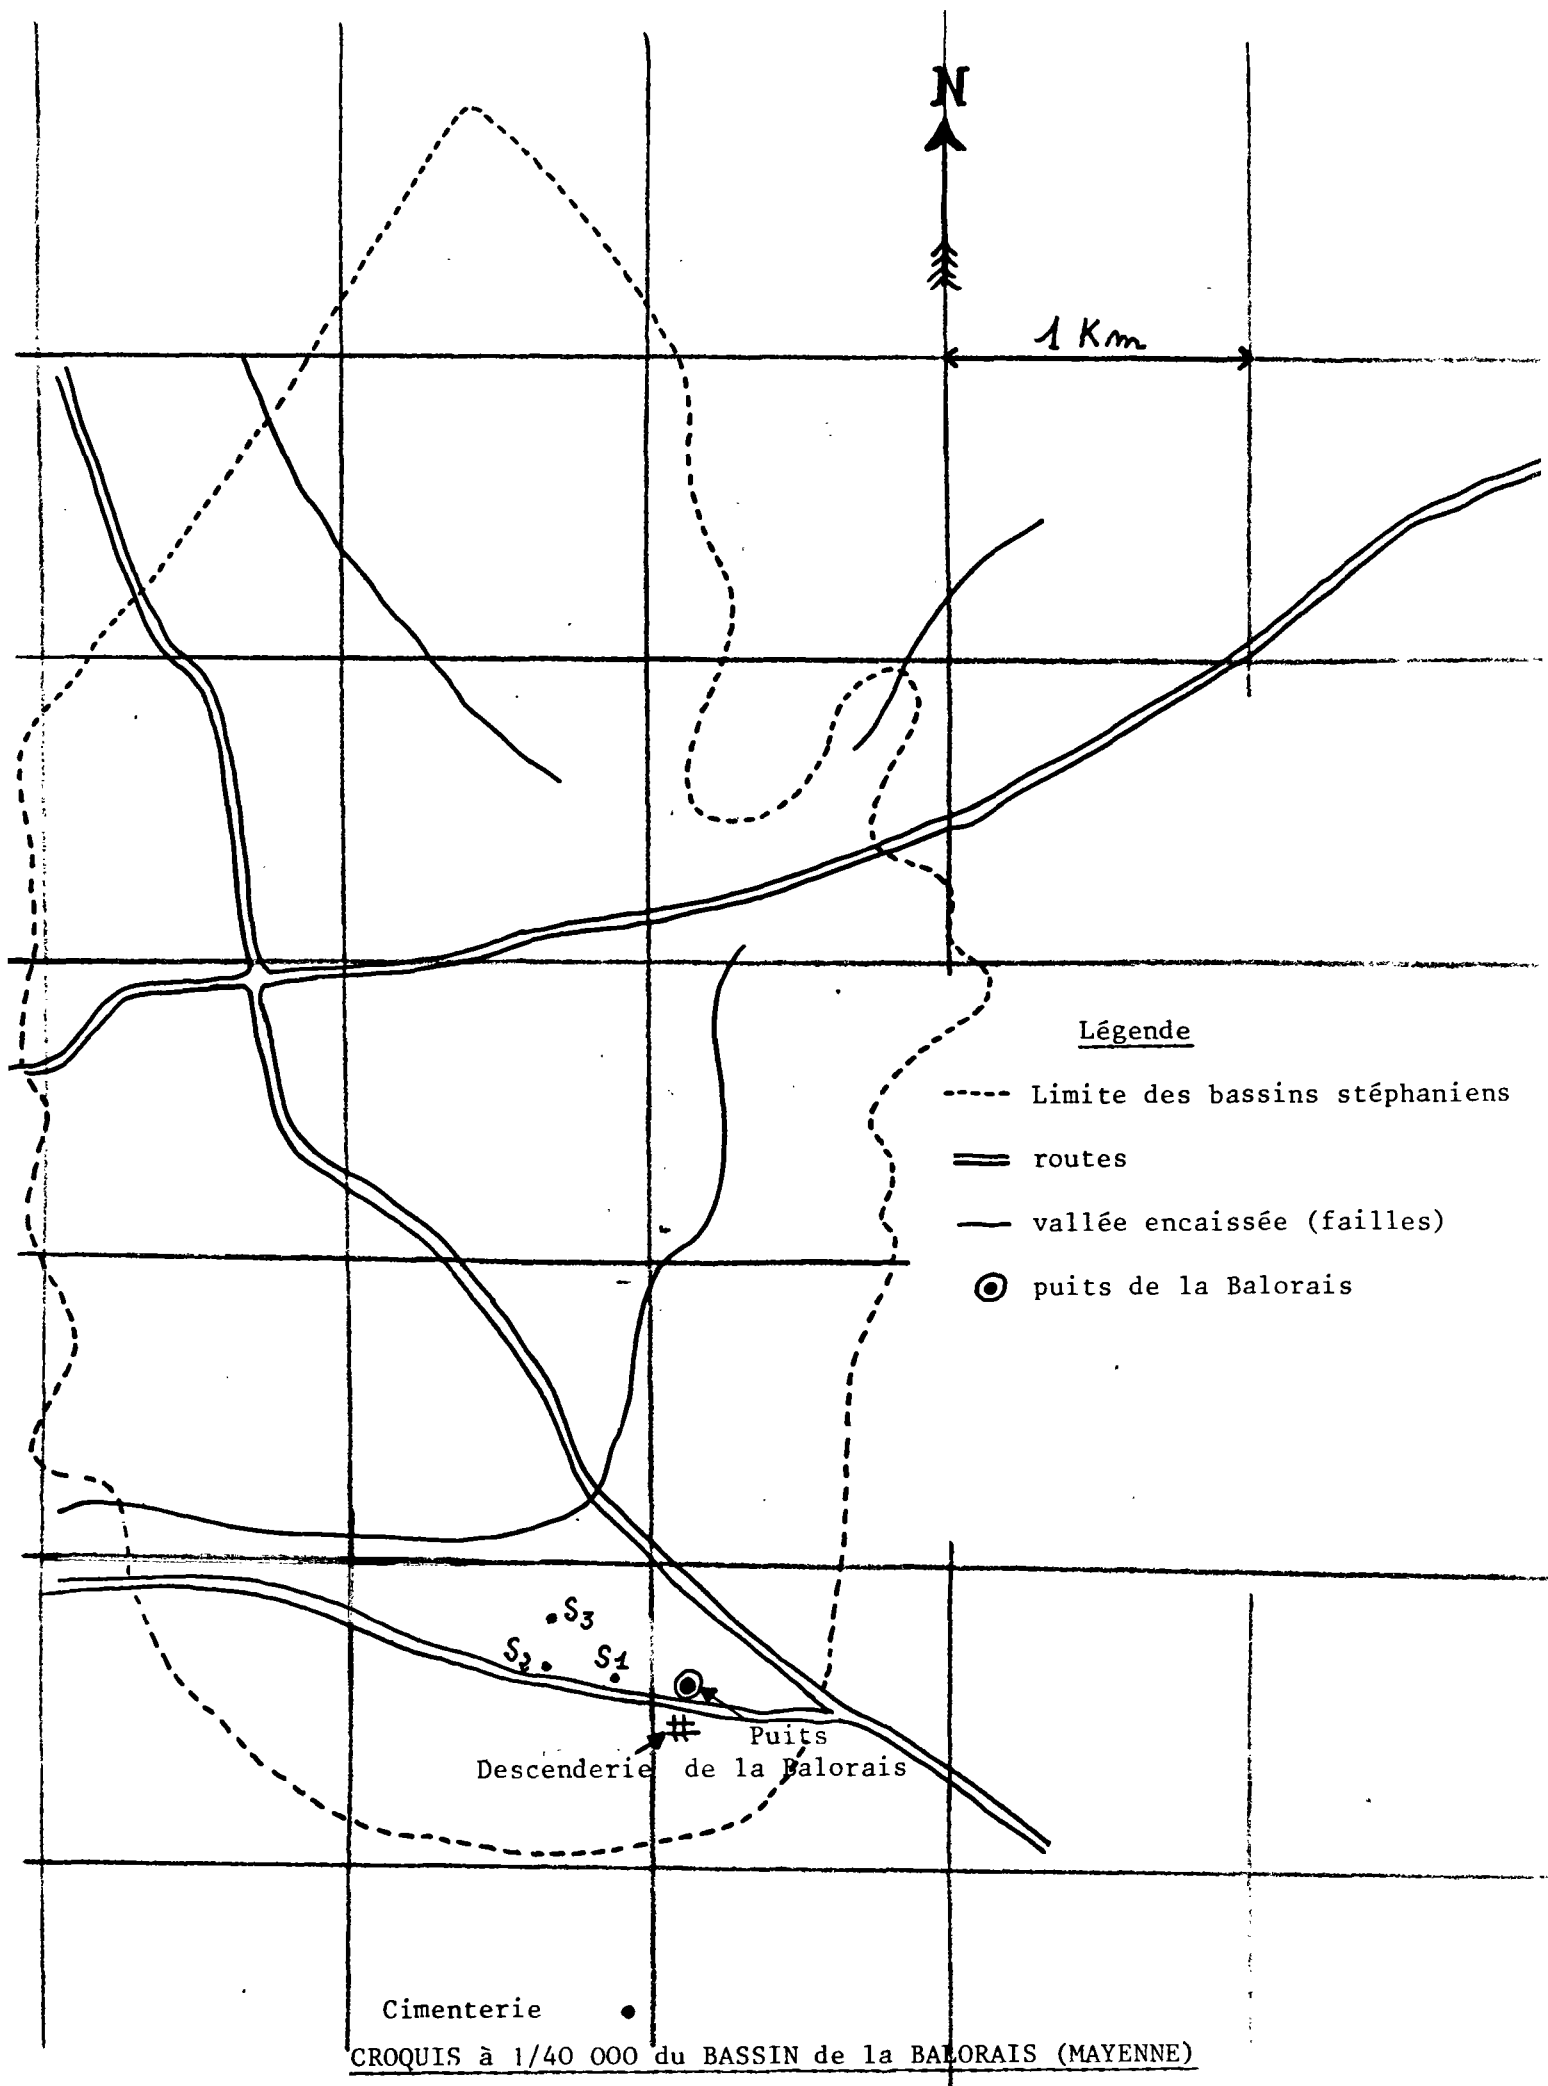 N
1 Km
Légende
Limite des bassins stéphaniens
routes
vallée encaissée (failles)
puits de la Balorais
S3
S2
S1
Puits
de la Balorais
Descenderie
Cimenterie
CROQUIS à 1/40 000 du BASSIN de la BALORAIS (MAYENNE)